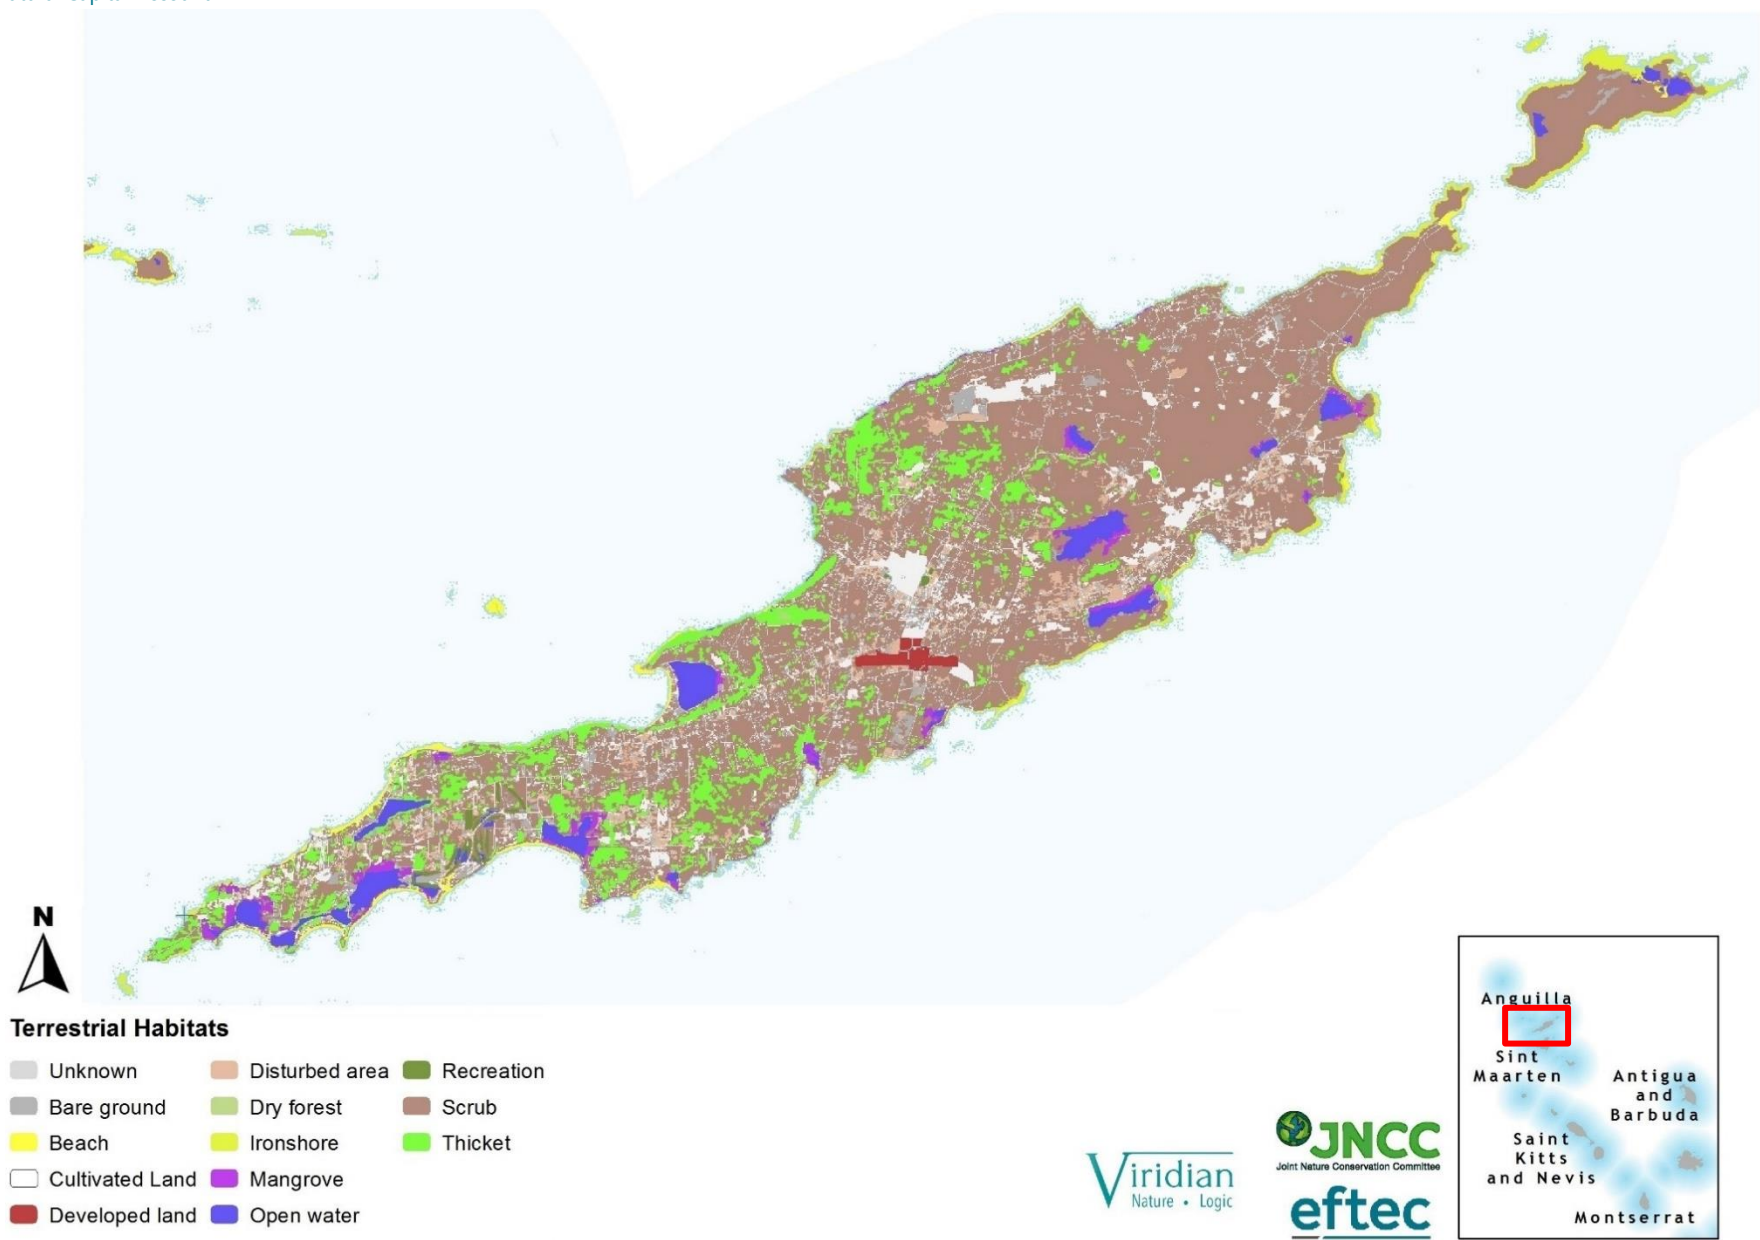 N
Terrestrial Habitats
Unknown
Bare ground
Beach
Cultivated Land
Developed land
Disturbed area
Dry forest
Ironshore
Mangrove
Open water
Recreation
Scrub
Thicket
Viridian
Nature • Logic
JNCC
Joint Nature Conservation Committee
eftec
Anguilla
Sint
Maarten
Antigua
and
Barbuda
Saint
Kitts
and Nevis
Montserrat